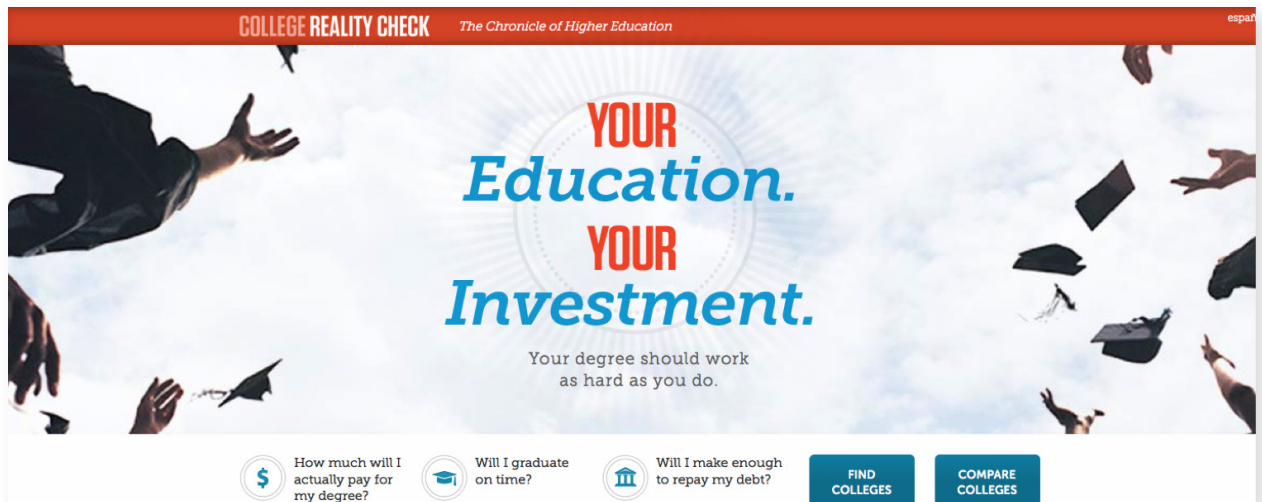 COLLEGE REALITY CHECK
The Chronicle of Higher Education
YOUR
Education.
YOUR
Investment.
Your degree should work
as hard as you do.
$
How much will I
actually pay for
my degree?
Will I graduate
on time?
Will I make enough
to repay my debt?
FIND
COLLEGES
COMPARE
COLLEGES